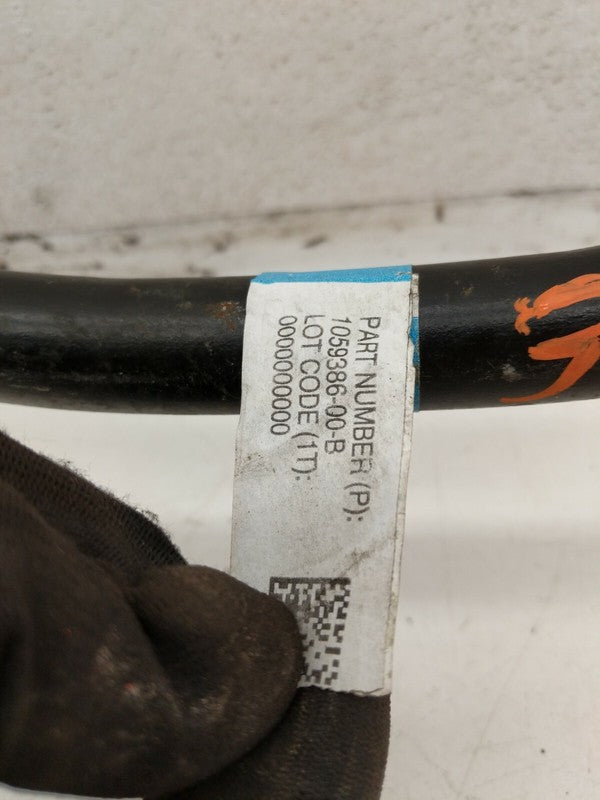 PART NUMBER (P):
1059386-00-B
LOT CODE (1T):
0000000000